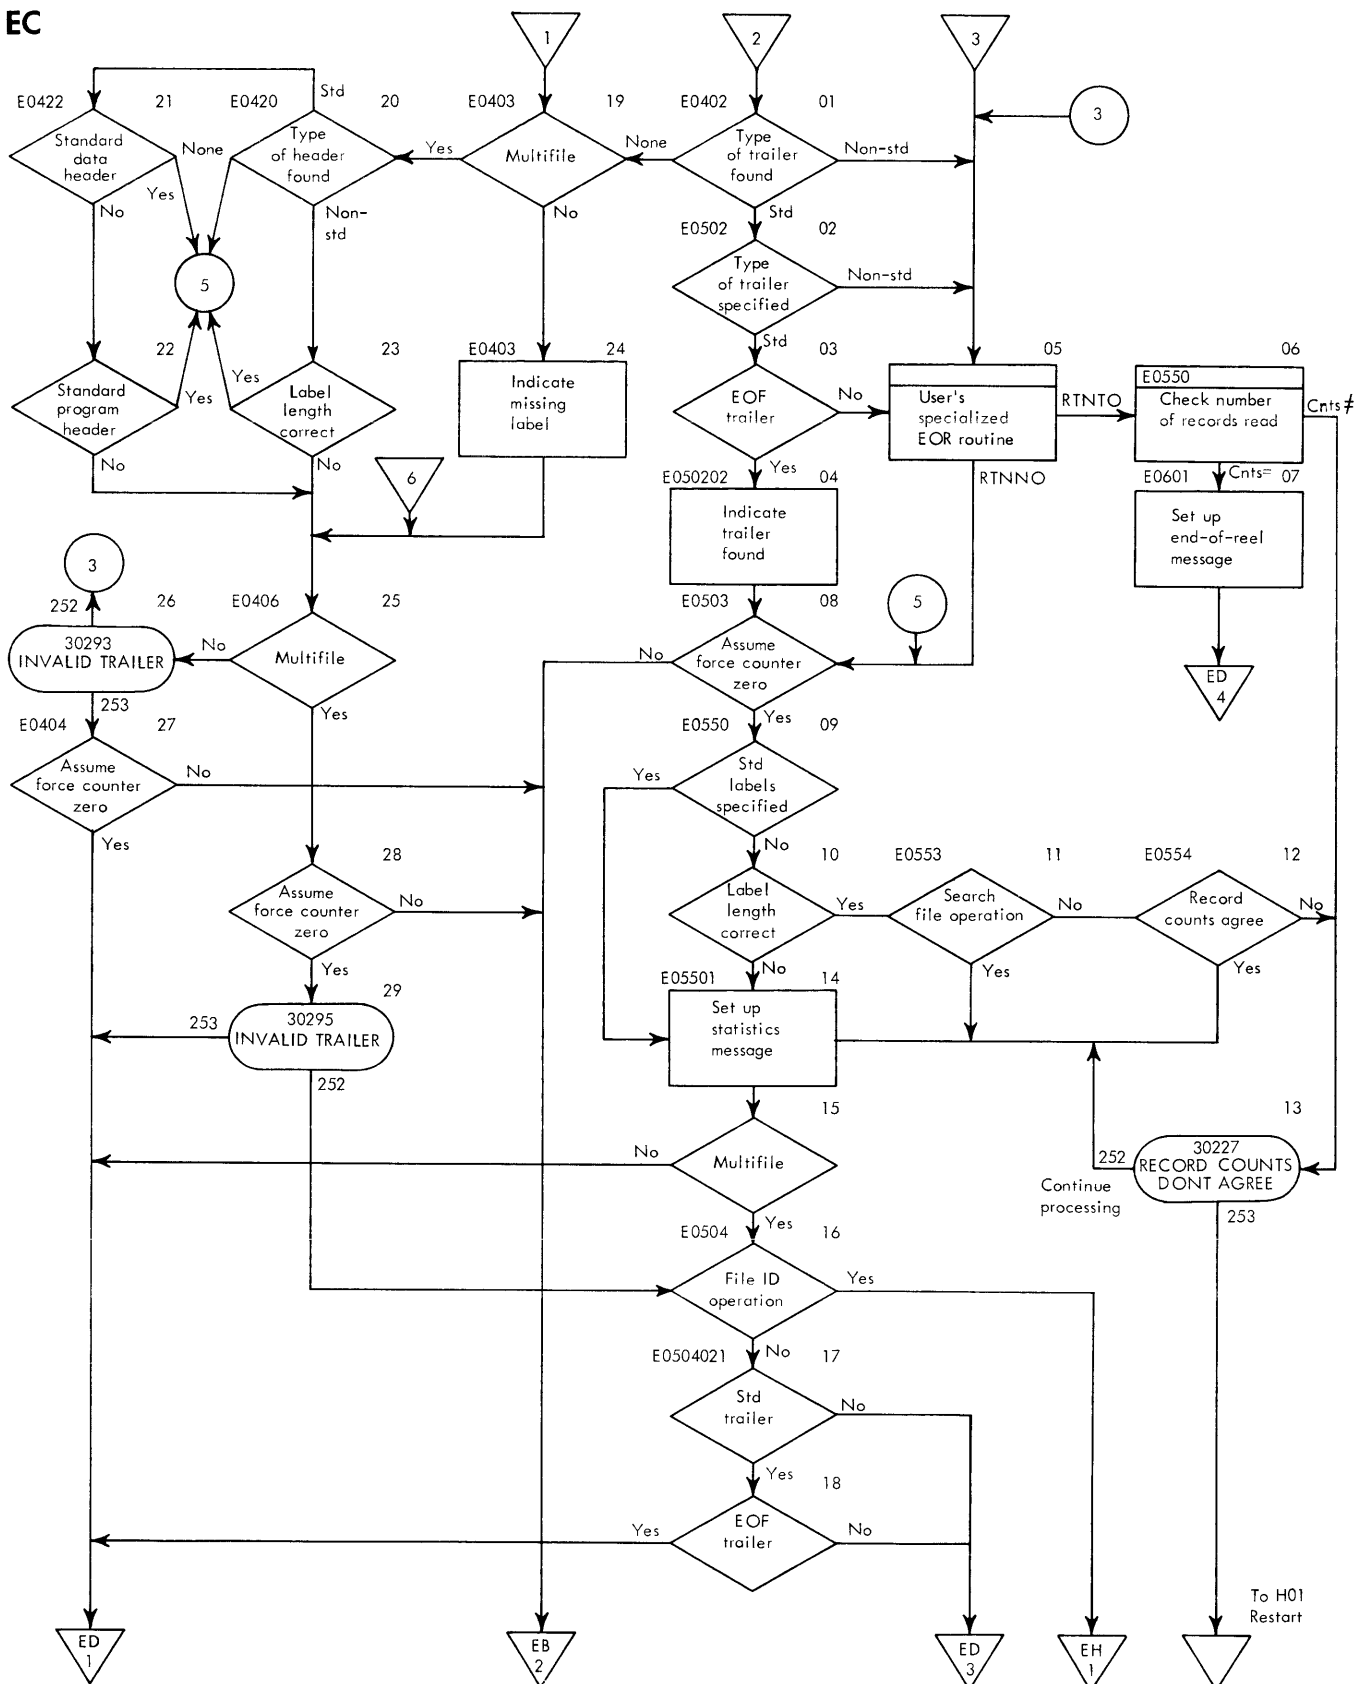 EC
1
2
3
E0422
21
E0420
Std
20
E0403
19
E0402
01
3
Standard
data
header
None
Yes
No
Type
of header
found
Non-
std
Yes
Multifile
No
None
Type
of trailer
found
Non-std
Std
E0502
02
Type
of trailer
specified
Non-std
Std
5
22
Standard
program
header
Yes
No
23
Yes
Label
length
correct
No
E0403
24
Indicate
missing
label
6
03
EOF
trailer
No
Yes
05
User's
specialized
EOR routine
RTNTO
RTNNO
06
E0550
Check number
of records read
Cnts ≠
Cnts=
E0601
07
Set up
end-of-reel
message
ED
4
E050202
04
Indicate
trailer
found
3
252
26
30293
INVALID TRAILER
253
E0406
25
No
Multifile
Yes
E0503
08
5
No
Assume
force counter
zero
Yes
E0404
27
Assume
force counter
zero
No
Yes
E0550
09
Yes
Std
labels
specified
No
28
Assume
force counter
zero
No
Yes
10
Label
length
correct
Yes
No
E0553
11
Search
file operation
No
Yes
E0554
12
Record
counts agree
No
Yes
29
30295
INVALID TRAILER
253
252
E05501
14
Set up
statistics
message
15
No
Multifile
Yes
13
252
30227
RECORD COUNTS
DONT AGREE
253
Continue
processing
E0504
16
File ID
operation
Yes
No
E0504021
17
Std
trailer
No
Yes
18
Yes
EOF
trailer
No
To H01
Restart
ED
1
EB
2
ED
3
EH
1